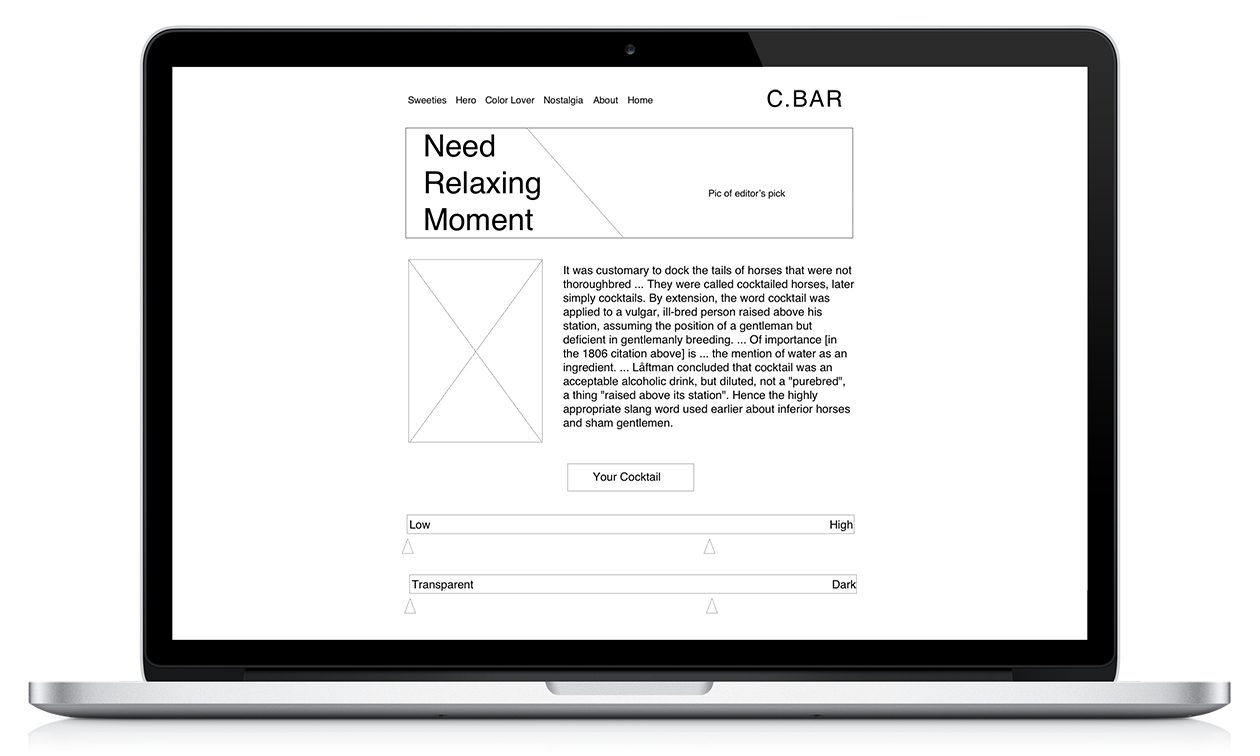 Sweeties Hero Color Lover Nostalgia About Home
C.BAR
Need
Relaxing
Moment
Pic of editor's pick
It was customary to dock the tails of horses that were not
thoroughbred ... They were called cocktailed horses, later
simply cocktails. By extension, the word cocktail was
applied to a vulgar, ill-bred person raised above his
station, assuming the position of a gentleman but
deficient in gentlemanly breeding. ... Of importance [in
the 1806 citation above] is ... the mention of water as an
ingredient. ... Låftman concluded that cocktail was an
acceptable alcoholic drink, but diluted, not a "purebred",
a thing "raised above its station". Hence the highly
appropriate slang word used earlier about inferior horses
and sham gentlemen.
Your Cocktail
Low High
Transparent Dark